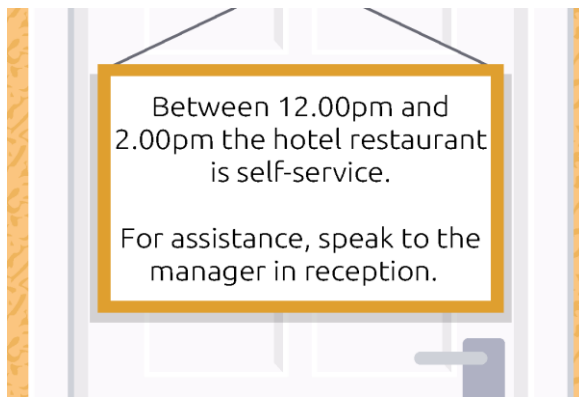 Between 12.00pm and
2.00pm the hotel restaurant
is self-service.
For assistance, speak to the
manager in reception.